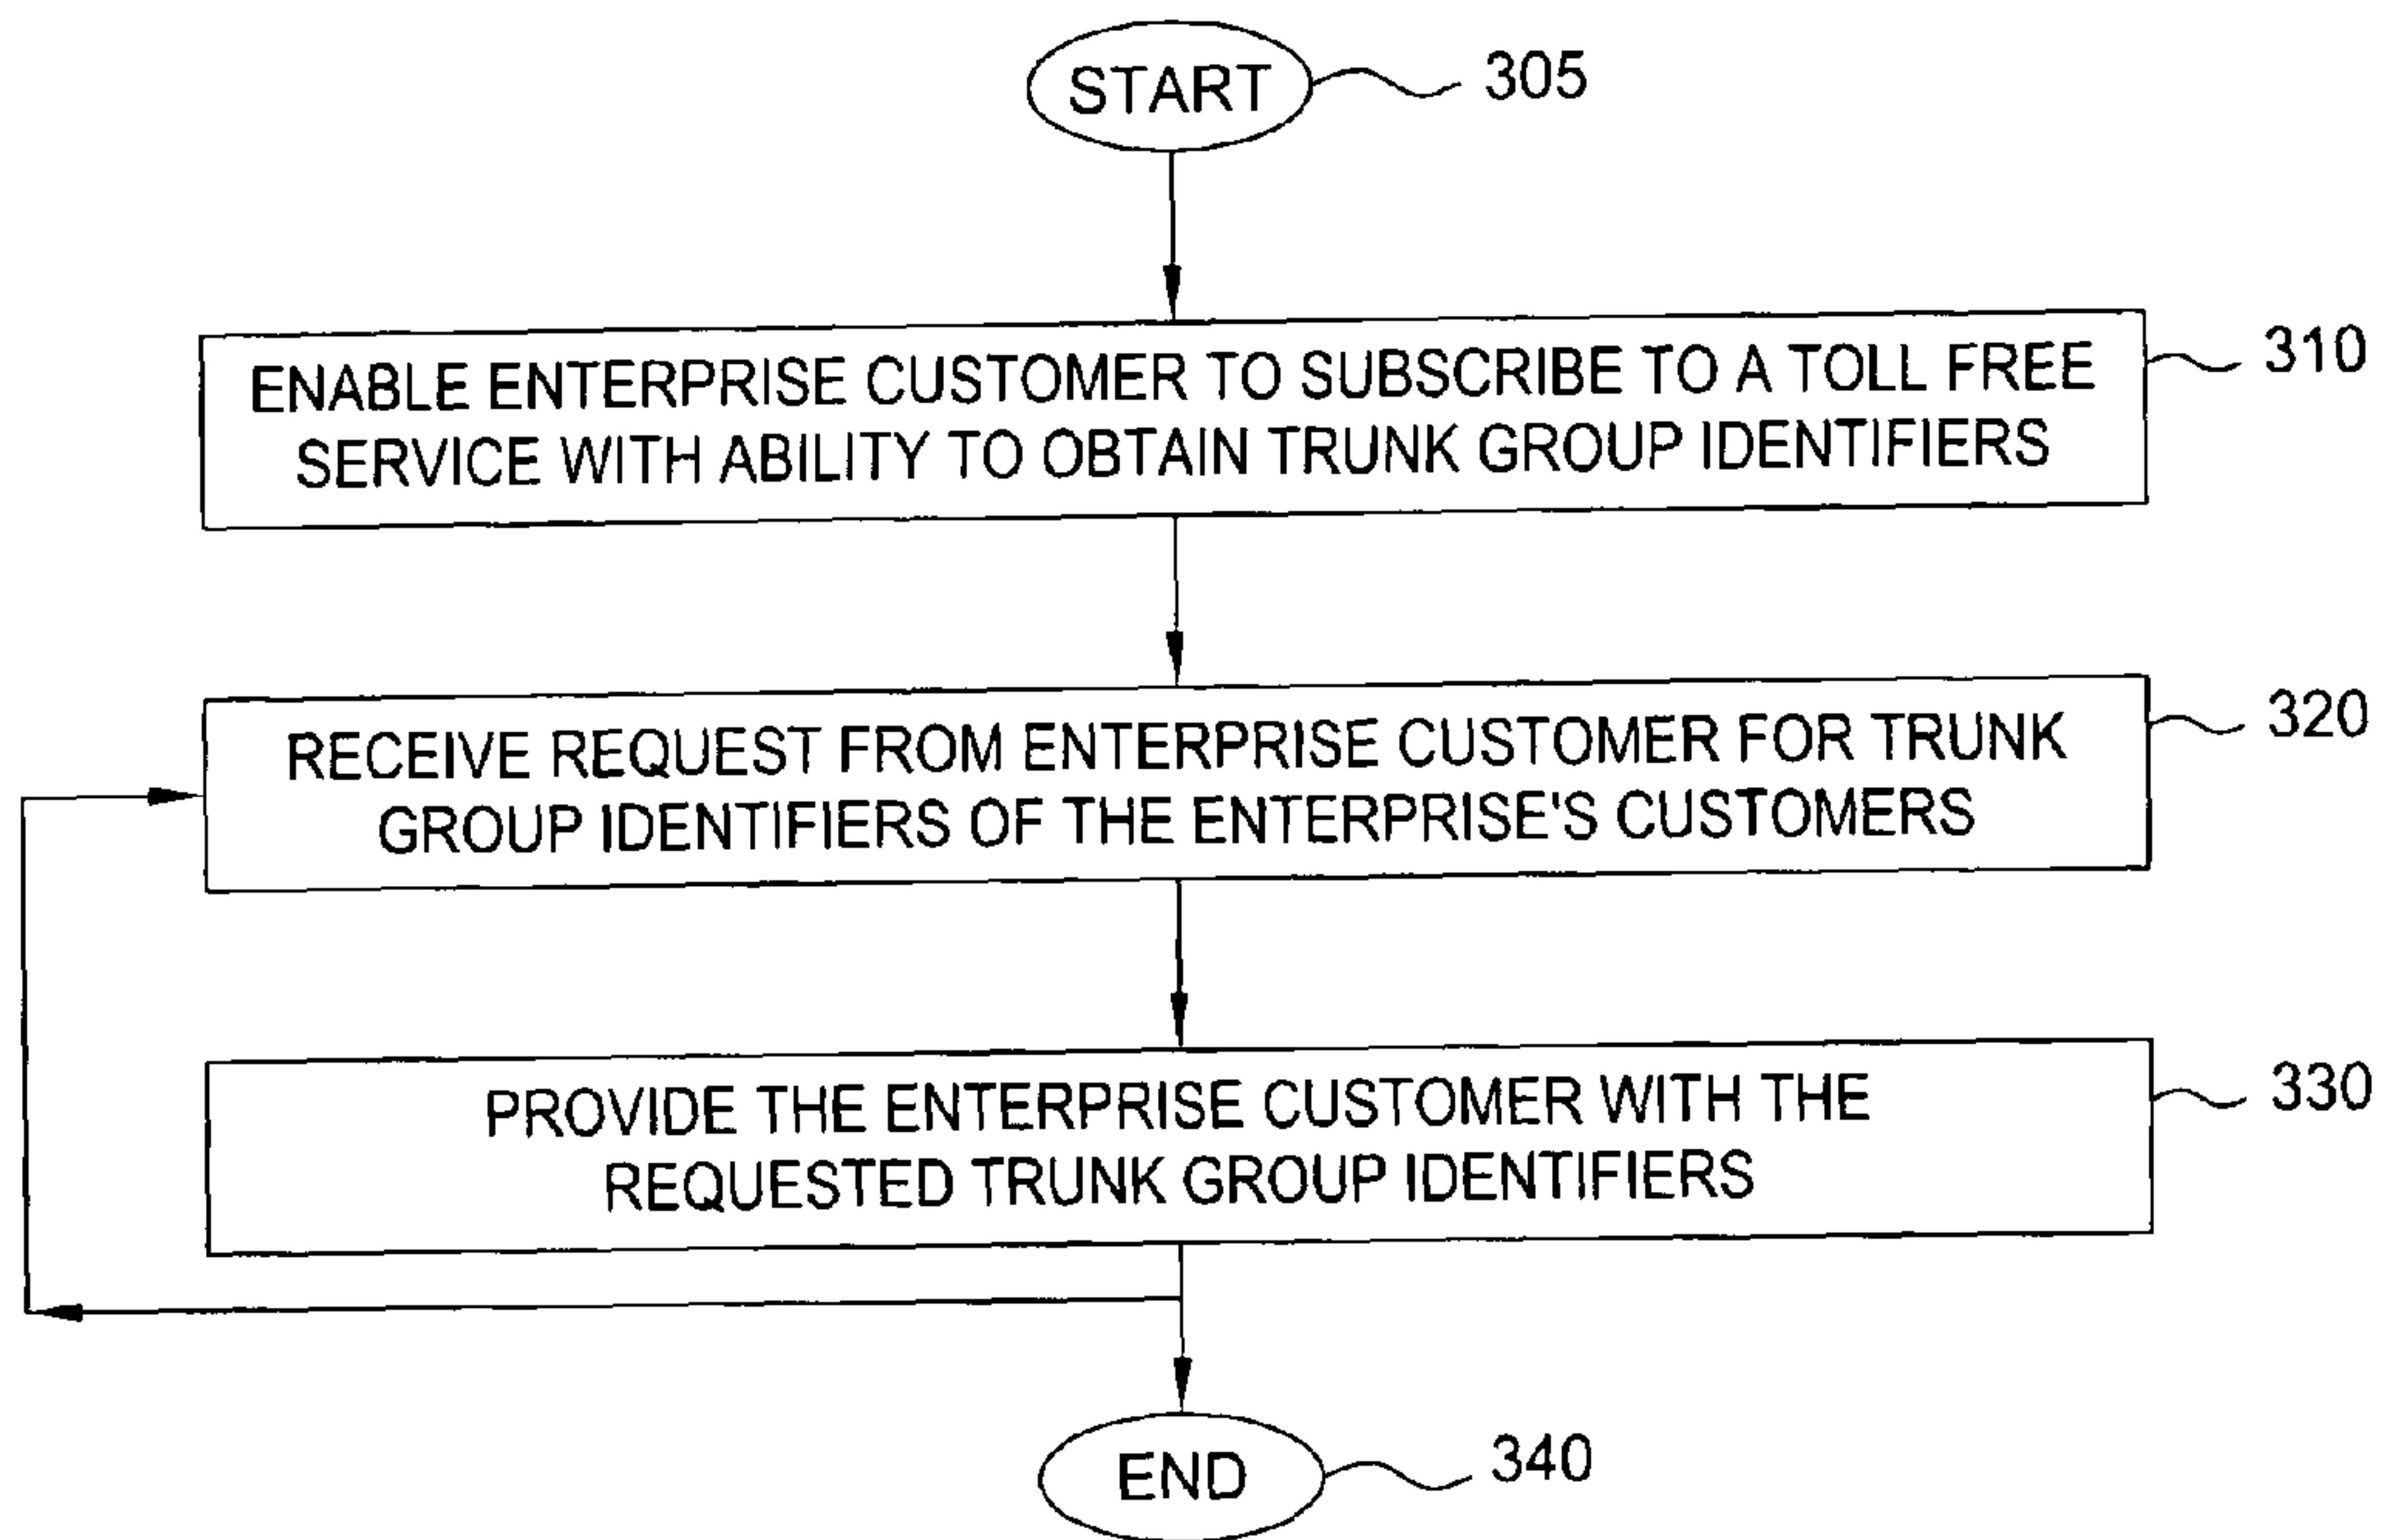 START
305
ENABLE ENTERPRISE CUSTOMER TO SUBSCRIBE TO A TOLL FREE
SERVICE WITH ABILITY TO OBTAIN TRUNK GROUP IDENTIFIERS
310
RECEIVE REQUEST FROM ENTERPRISE CUSTOMER FOR TRUNK
GROUP IDENTIFIERS OF THE ENTERPRISE'S CUSTOMERS
320
PROVIDE THE ENTERPRISE CUSTOMER WITH THE
REQUESTED TRUNK GROUP IDENTIFIERS
330
END
340